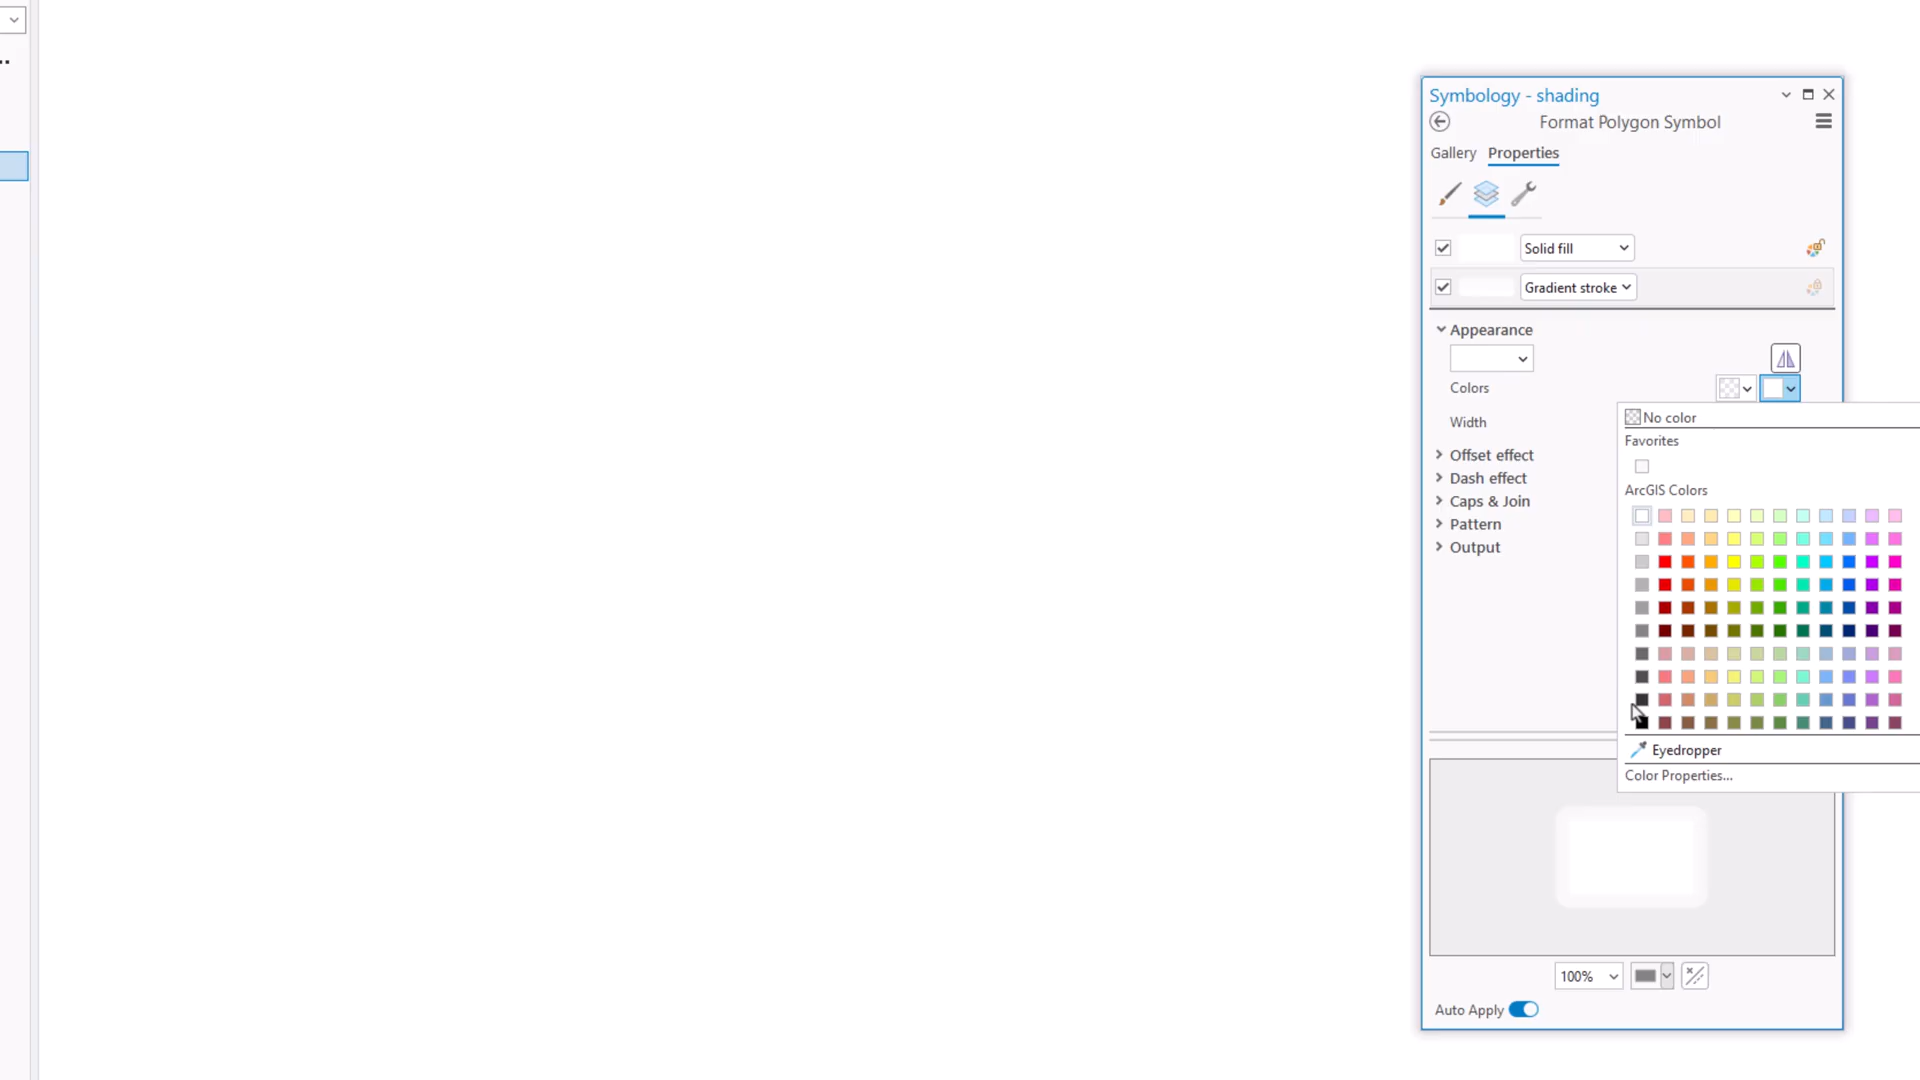 Symbology - shading
Format Polygon Symbol
Gallery Properties
Solid fill
Gradient stroke
Appearance
Colors
Width
No color
Favorites
Offset effect
Dash effect
ArcGIS Colors
Caps & Join
Pattern
Output
Eyedropper
Color Properties...
100%
Auto Apply